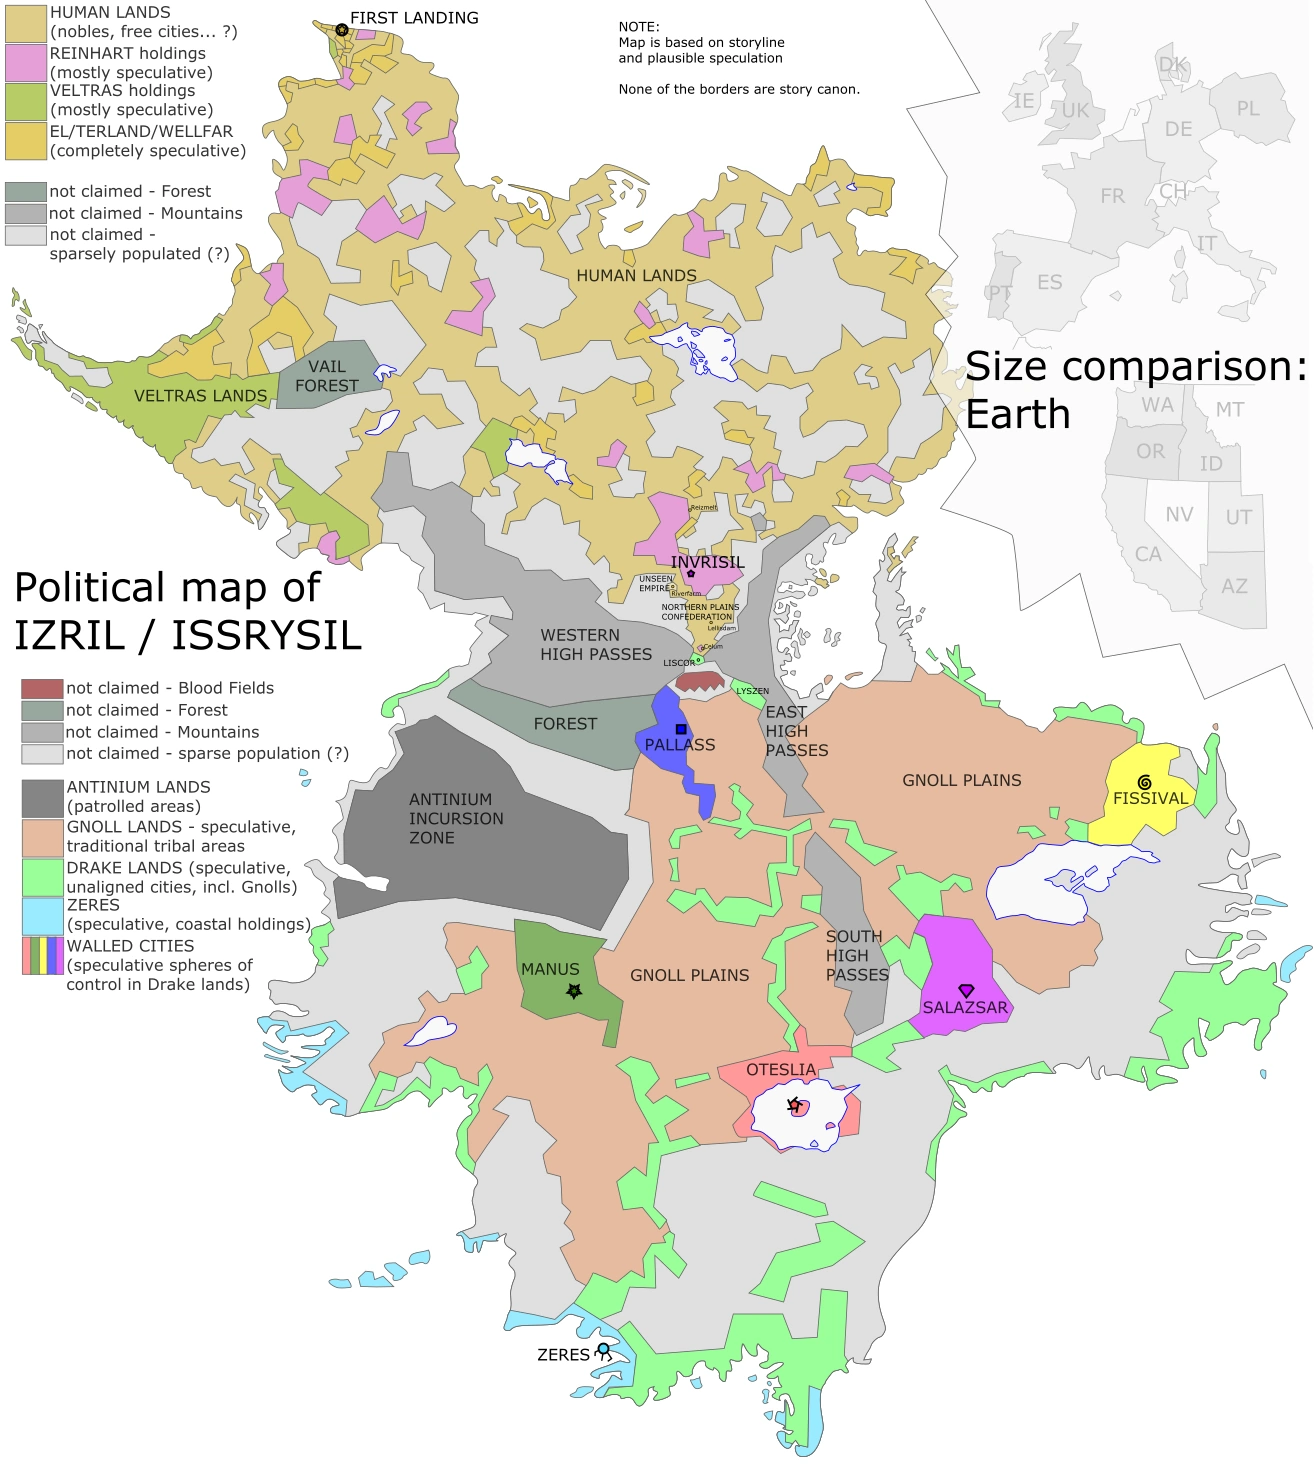 HUMAN LANDS
(nobles, free cities... ?)
REINHART holdings
(mostly speculative)
VELTRAS holdings
(mostly speculative)
EL/TERLAND/WELLFAR
(completely speculative)
not claimed - Forest
not claimed - Mountains
not claimed -
sparsely populated (?)
FIRST LANDING
NOTE:
Map is based on storyline
and plausible speculation
None of the borders are story canon.
IE
UK
DK
PL
DE
FR
CH
IT
PT
ES
Size comparison:
Earth
WA
MT
OR
ID
NV
UT
CA
AZ
HUMAN LANDS
VAIL
FOREST
VELTRAS LANDS
Reizmelt
INVRISIL
UNSEEN
EMPIRE
Riverfarm
NORTHERN PLAINS
CONFEDERATION
Lellisdam
Celum
LISCOR
Political map of
IZRIL / ISSRYSIL
WESTERN
HIGH PASSES
LYSZEN
EAST
HIGH
PASSES
FOREST
PALLASS
GNOLL PLAINS
FISSIVAL
not claimed - Blood Fields
not claimed - Forest
not claimed - Mountains
not claimed - sparse population (?)
ANTINIUM LANDS
(patrolled areas)
GNOLL LANDS - speculative,
traditional tribal areas
DRAKE LANDS (speculative,
unaligned cities, incl. Gnolls)
ZERES
(speculative, coastal holdings)
WALLED CITIES
(speculative spheres of
control in Drake lands)
ANTINIUM
INCURSION
ZONE
MANUS
GNOLL PLAINS
SOUTH
HIGH
PASSES
SALAZSAR
OTESLIA
ZERES